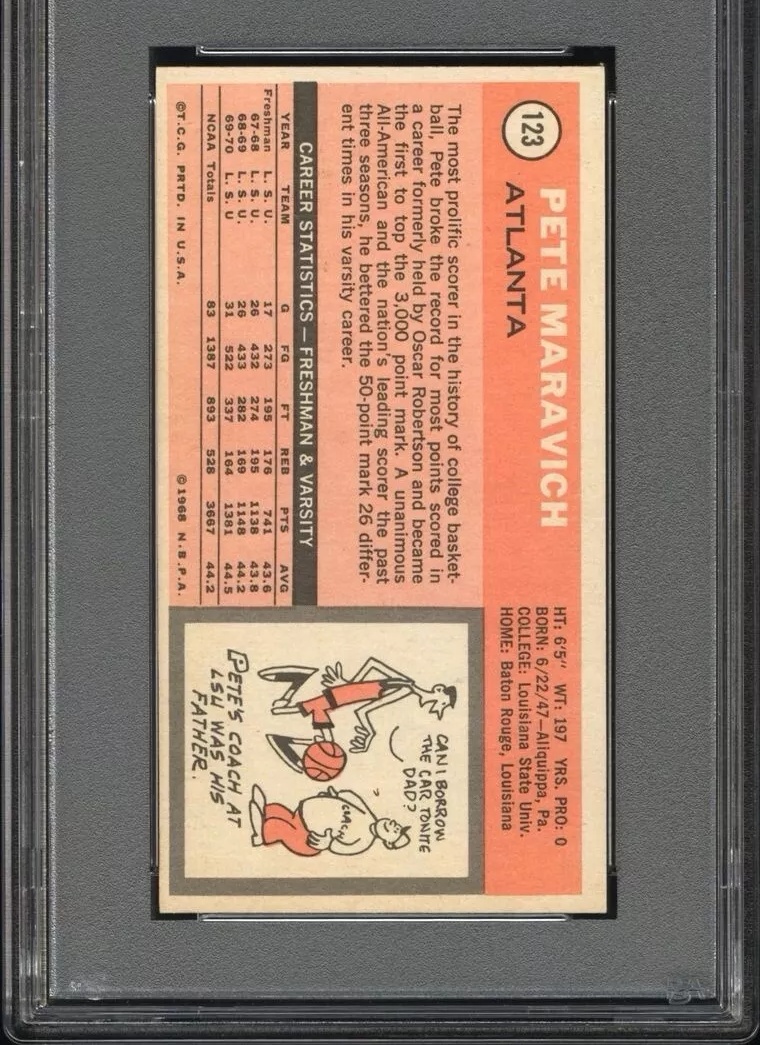 123
PETE MARAVICH
ATLANTA
HT: 6'5" WT: 197 YRS. PRO: 0
BORN: 6/22/47—Aliquippa, Pa.
COLLEGE: Louisiana State Univ.
HOME: Baton Rouge, Louisiana
The most prolific scorer in the history of college basket-
ball, Pete broke the record for most points scored in
a career formerly held by Oscar Robertson and became
the first to top the 3,000 point mark. A unanimous
All-American and the nation's leading scorer the past
three seasons, he bettered the 50-point mark 26 differ-
ent times in his varsity career.
CAREER STATISTICS — FRESHMAN & VARSITY
YEAR TEAM G FG FT REB PTS AVG
Freshman L. S. U. 17 273 195 176 741 43.6
67-68 L. S. U. 26 432 274 195 1138 43.8
68-69 L. S. U. 26 433 282 169 1148 44.2
69-70 L. S. U 31 522 337 164 1381 44.5
NCAA Totals 83 1387 893 528 3667 44.2
©T.C.G. PRTD. IN U.S.A. ©1968 N.B.P.A.
CAN I BORROW
THE CAR TONITE
DAD?
COACH
PETE'S COACH AT
LSU WAS HIS
FATHER.